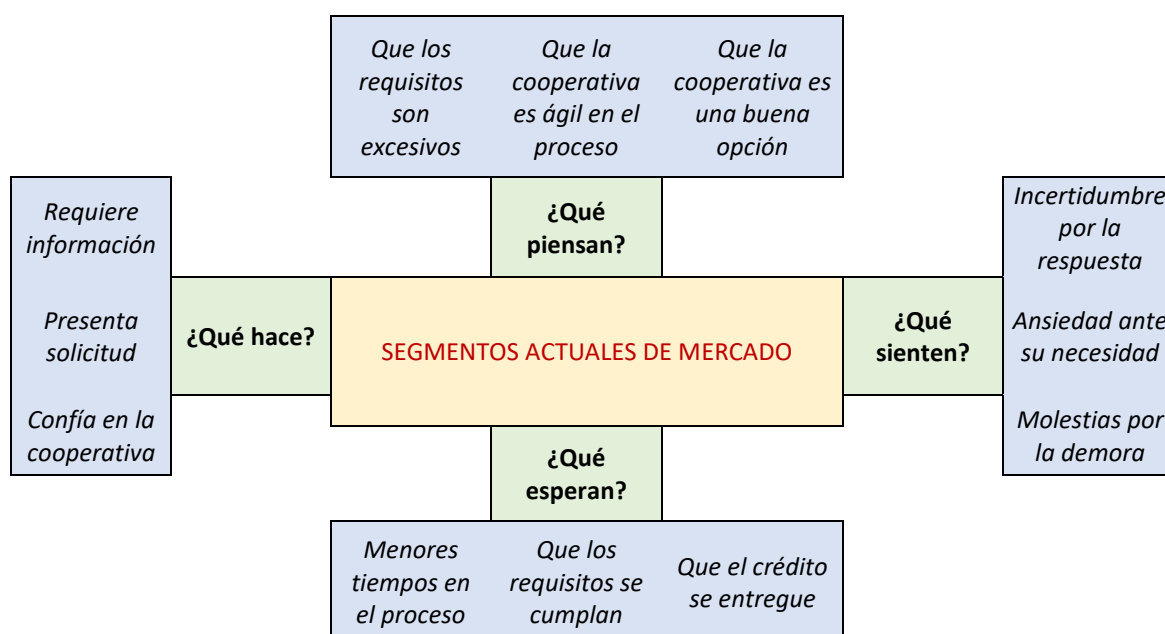 Que los
requisitos
son
excesivos
Que la
cooperativa
es ágil en el
proceso
Que la
cooperativa es
una buena
opción
¿Qué
piensan?
Requiere
información
Presenta
solicitud
Confía en la
cooperativa
¿Qué hace?
SEGMENTOS ACTUALES DE MERCADO
¿Qué
sienten?
Incertidumbre
por la
respuesta
Ansiedad ante
su necesidad
Molestias por
la demora
¿Qué
esperan?
Menores
tiempos en
el proceso
Que los
requisitos se
cumplan
Que el crédito
se entregue